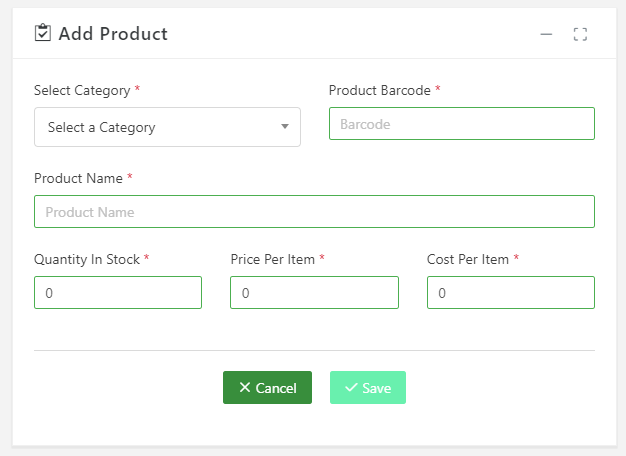 Add Product
Select Category *
Product Barcode *
Select a Category
Barcode
Product Name *
Product Name
Quantity In Stock *
Price Per Item *
Cost Per Item *
0
0
0
Cancel
Save